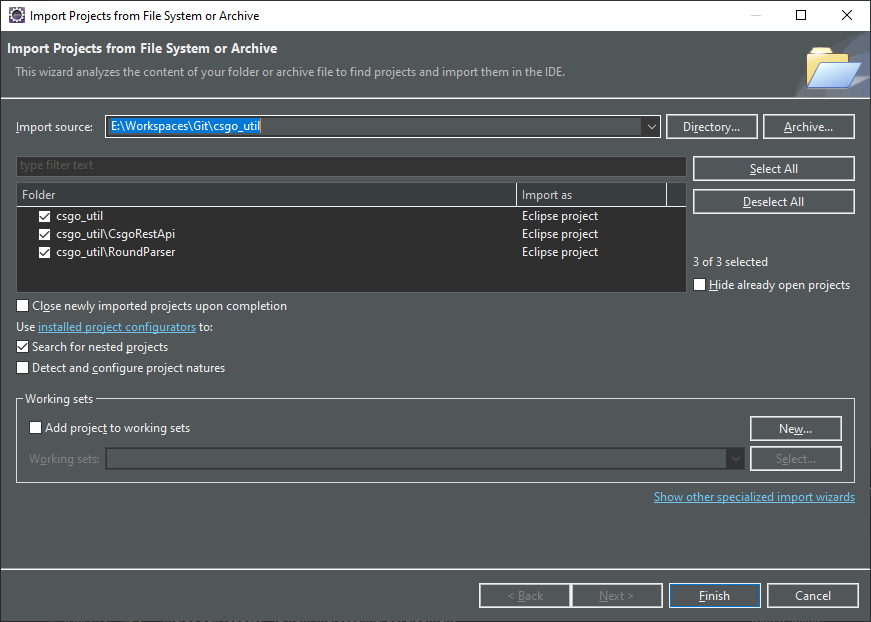 Import Projects from File System or Archive
Import Projects from File System or Archive
This wizard analyzes the content of your folder or archive file to find projects and import them in the IDE.
Import source: E:\Workspaces\Git\csgo_util Directory... Archive...
type filter text Select All
Folder Import as Deselect All
csgo_util Eclipse project
csgo_util\CsgoRestApi Eclipse project
csgo_util\RoundParser Eclipse project
3 of 3 selected
Hide already open projects
Close newly imported projects upon completion
Use installed project configurators to:
Search for nested projects
Detect and configure project natures
Working sets
Add project to working sets New...
Working sets: Select...
Show other specialized import wizards
< Back Next > Finish Cancel